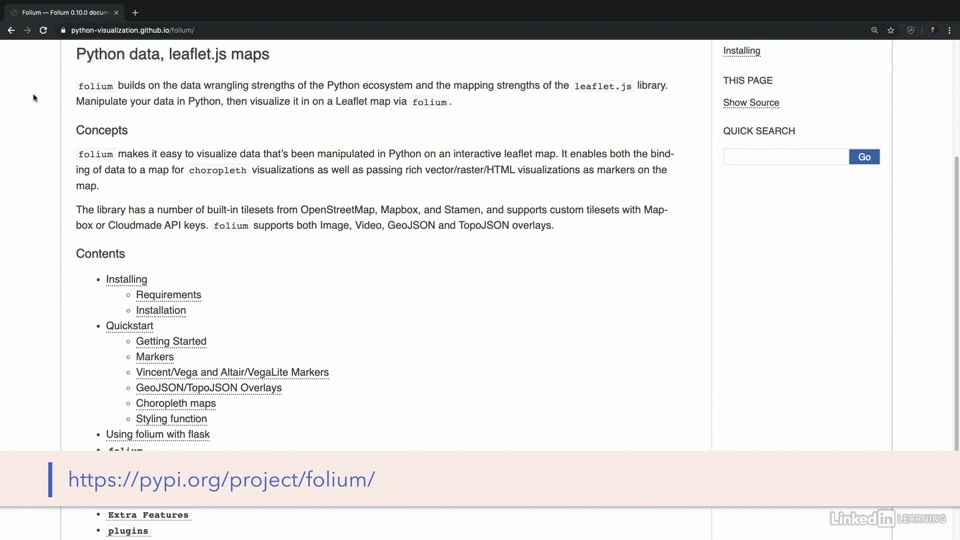 Folium — Folium 0.10.0 docum
python-visualization.github.io/folium/
Python data, leaflet.js maps
folium builds on the data wrangling strengths of the Python ecosystem and the mapping strengths of the leaflet.js library.
Manipulate your data in Python, then visualize it in on a Leaflet map via folium.
Concepts
folium makes it easy to visualize data that's been manipulated in Python on an interactive leaflet map. It enables both the bind-
ing of data to a map for choropleth visualizations as well as passing rich vector/raster/HTML visualizations as markers on the
map.
The library has a number of built-in tilesets from OpenStreetMap, Mapbox, and Stamen, and supports custom tilesets with Map-
box or Cloudmade API keys. folium supports both Image, Video, GeoJSON and TopoJSON overlays.
Contents
• Installing
Requirements
Installation
• Quickstart
Getting Started
Markers
Vincent/Vega and Altair/VegaLite Markers
GeoJSON/TopoJSON Overlays
Choropleth maps
Styling function
• Using folium with flask
• Extra Features
• plugins
Installing
THIS PAGE
Show Source
QUICK SEARCH
Go
https://pypi.org/project/folium/
Linked in LEARNING